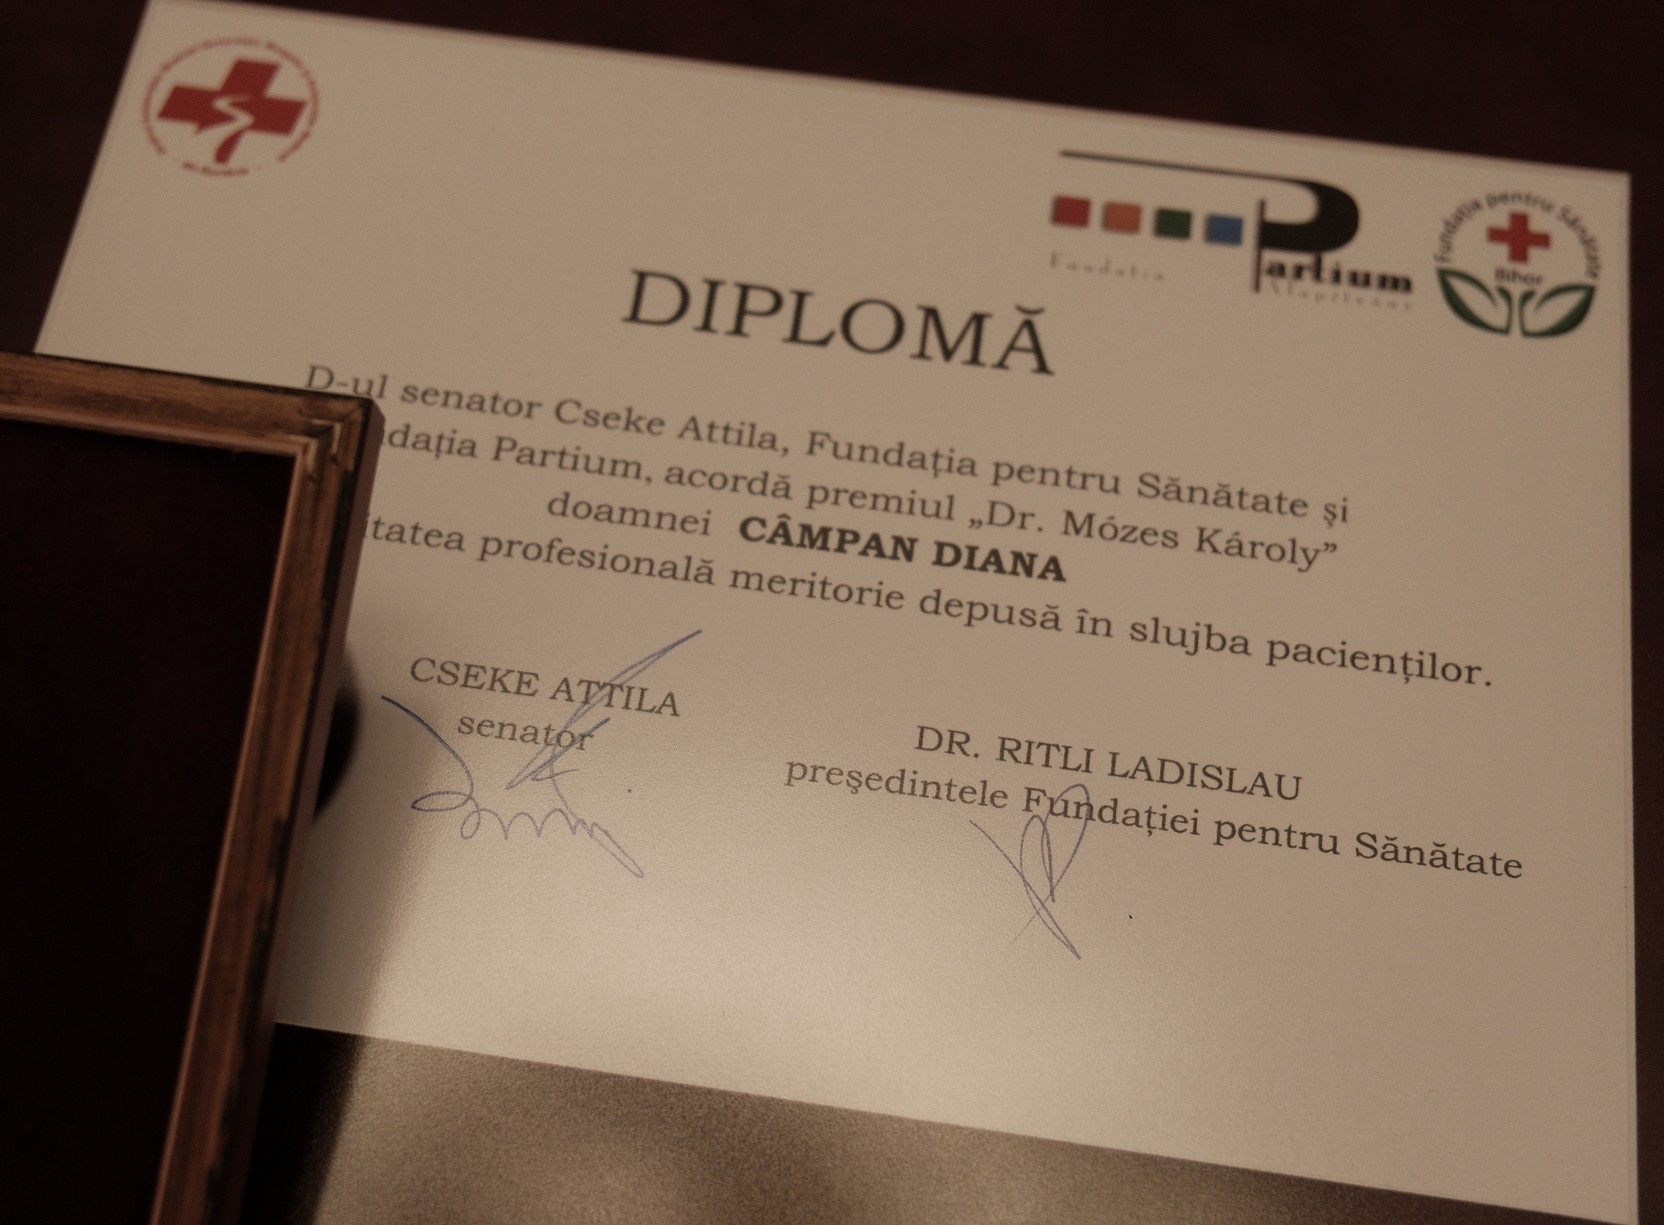 Fundația
Partium
Alapítvány
Fundația pentru Sănătate
Bihor
DIPLOMĂ
D-ul senator Cseke Attila, Fundația pentru Sănătate și
dația Partium, acordă premiul „Dr. Mózes Károly”
doamnei CÂMPAN DIANA
itatea profesională meritorie depusă în slujba pacienților.
CSEKE ATTILA
senator
DR. RITLI LADISLAU
președintele Fundației pentru Sănătate